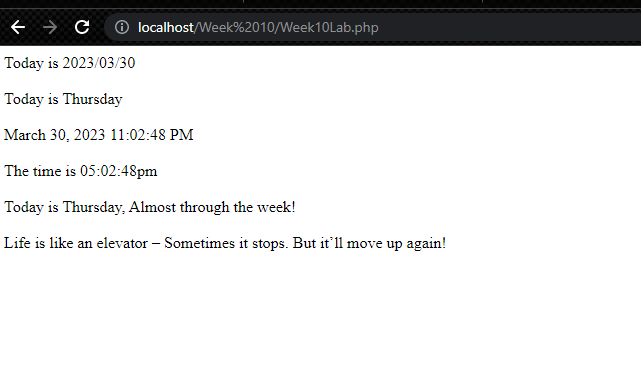 localhost/Week%2010/Week10Lab.php
Today is 2023/03/30
Today is Thursday
March 30, 2023 11:02:48 PM
The time is 05:02:48pm
Today is Thursday, Almost through the week!
Life is like an elevator – Sometimes it stops. But it’ll move up again!